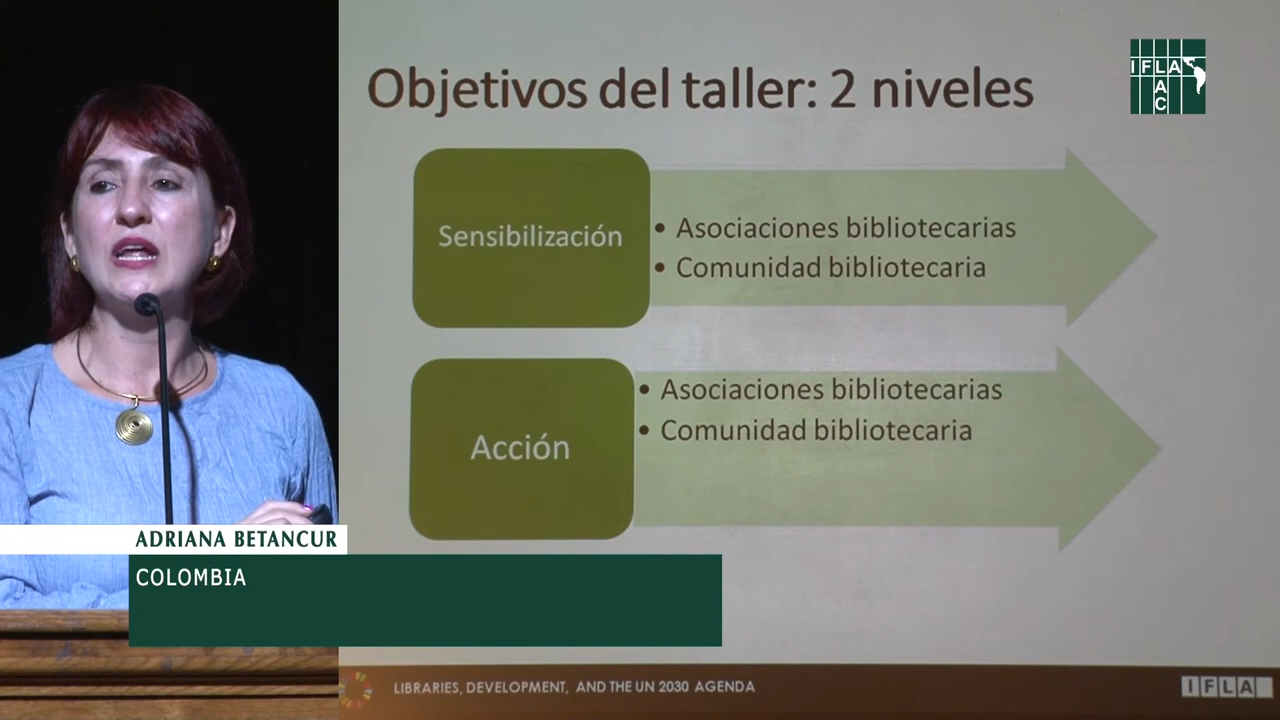 Objetivos del taller: 2 niveles
IFLA
A
C
Sensibilización
• Asociaciones bibliotecarias
• Comunidad bibliotecaria
Acción
• Asociaciones bibliotecarias
• Comunidad bibliotecaria
ADRIANA BETANCUR
COLOMBIA
LIBRARIES, DEVELOPMENT, AND THE UN 2030 AGENDA
IFLA